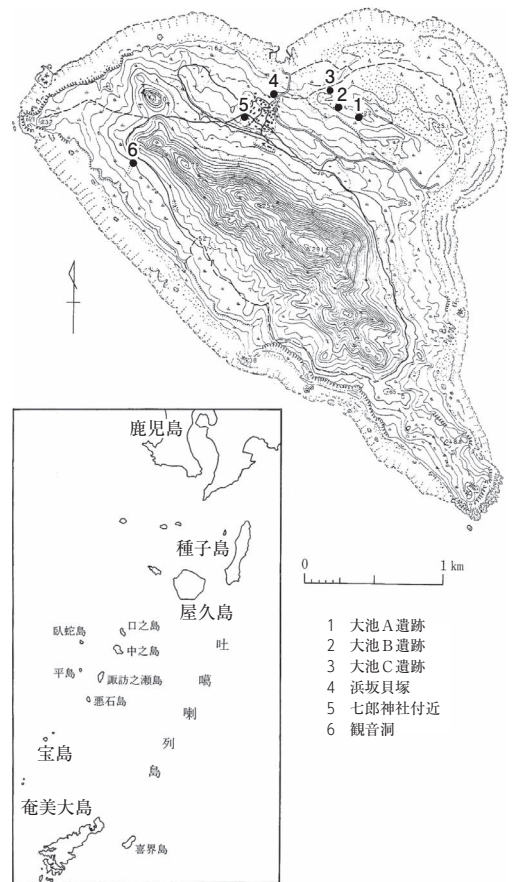 3
4
2
5
1
6
鹿児島
種子島
屋久島
臥蛇島
口之島
中之島
吐
平島
諏訪之瀬島
噶
悪石島
喇
宝島
列
島
奄美大島
喜界島
0
1 km
1 大池A遺跡
2 大池B遺跡
3 大池C遺跡
4 浜坂貝塚
5 七郎神社付近
6 観音洞